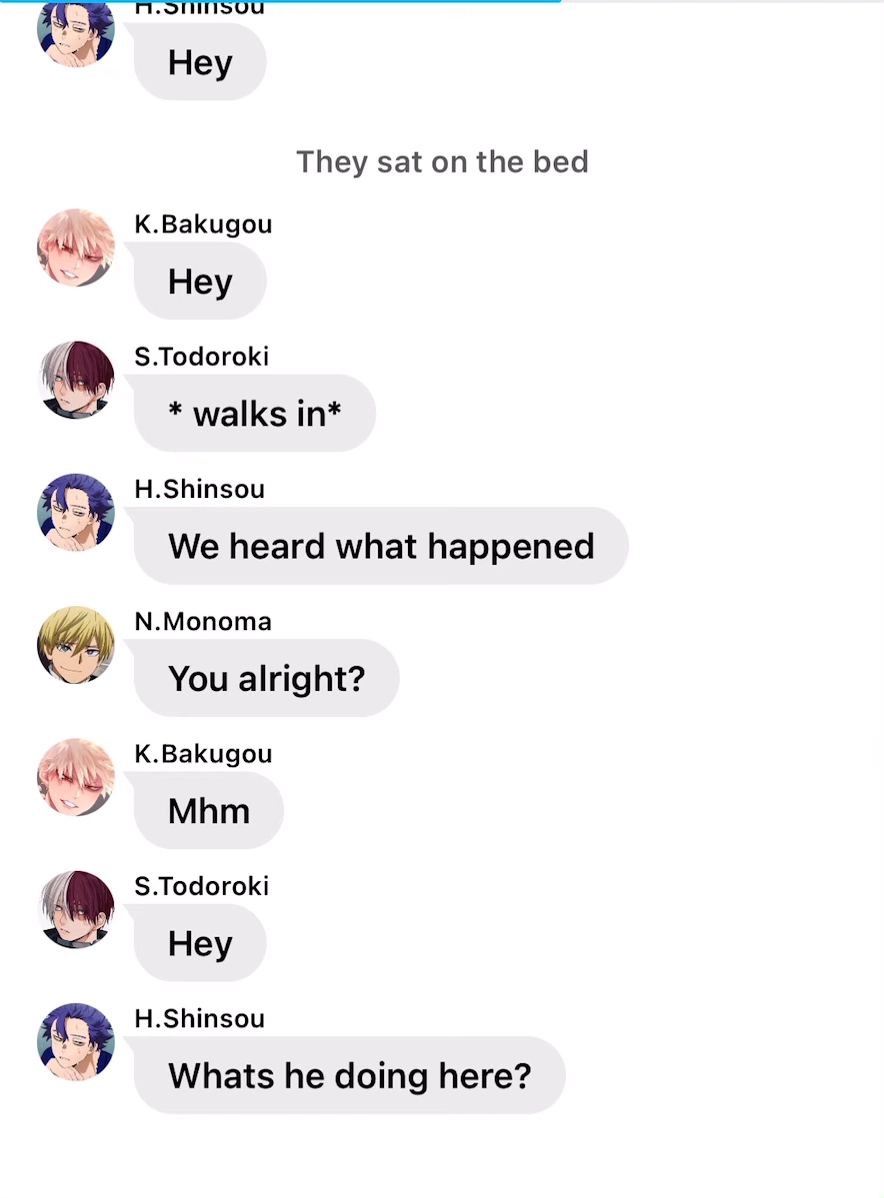 H.Shinsou
Hey
They sat on the bed
K.Bakugou
Hey
S.Todoroki
* walks in*
H.Shinsou
We heard what happened
N.Monoma
You alright?
K.Bakugou
Mhm
S.Todoroki
Hey
H.Shinsou
Whats he doing here?